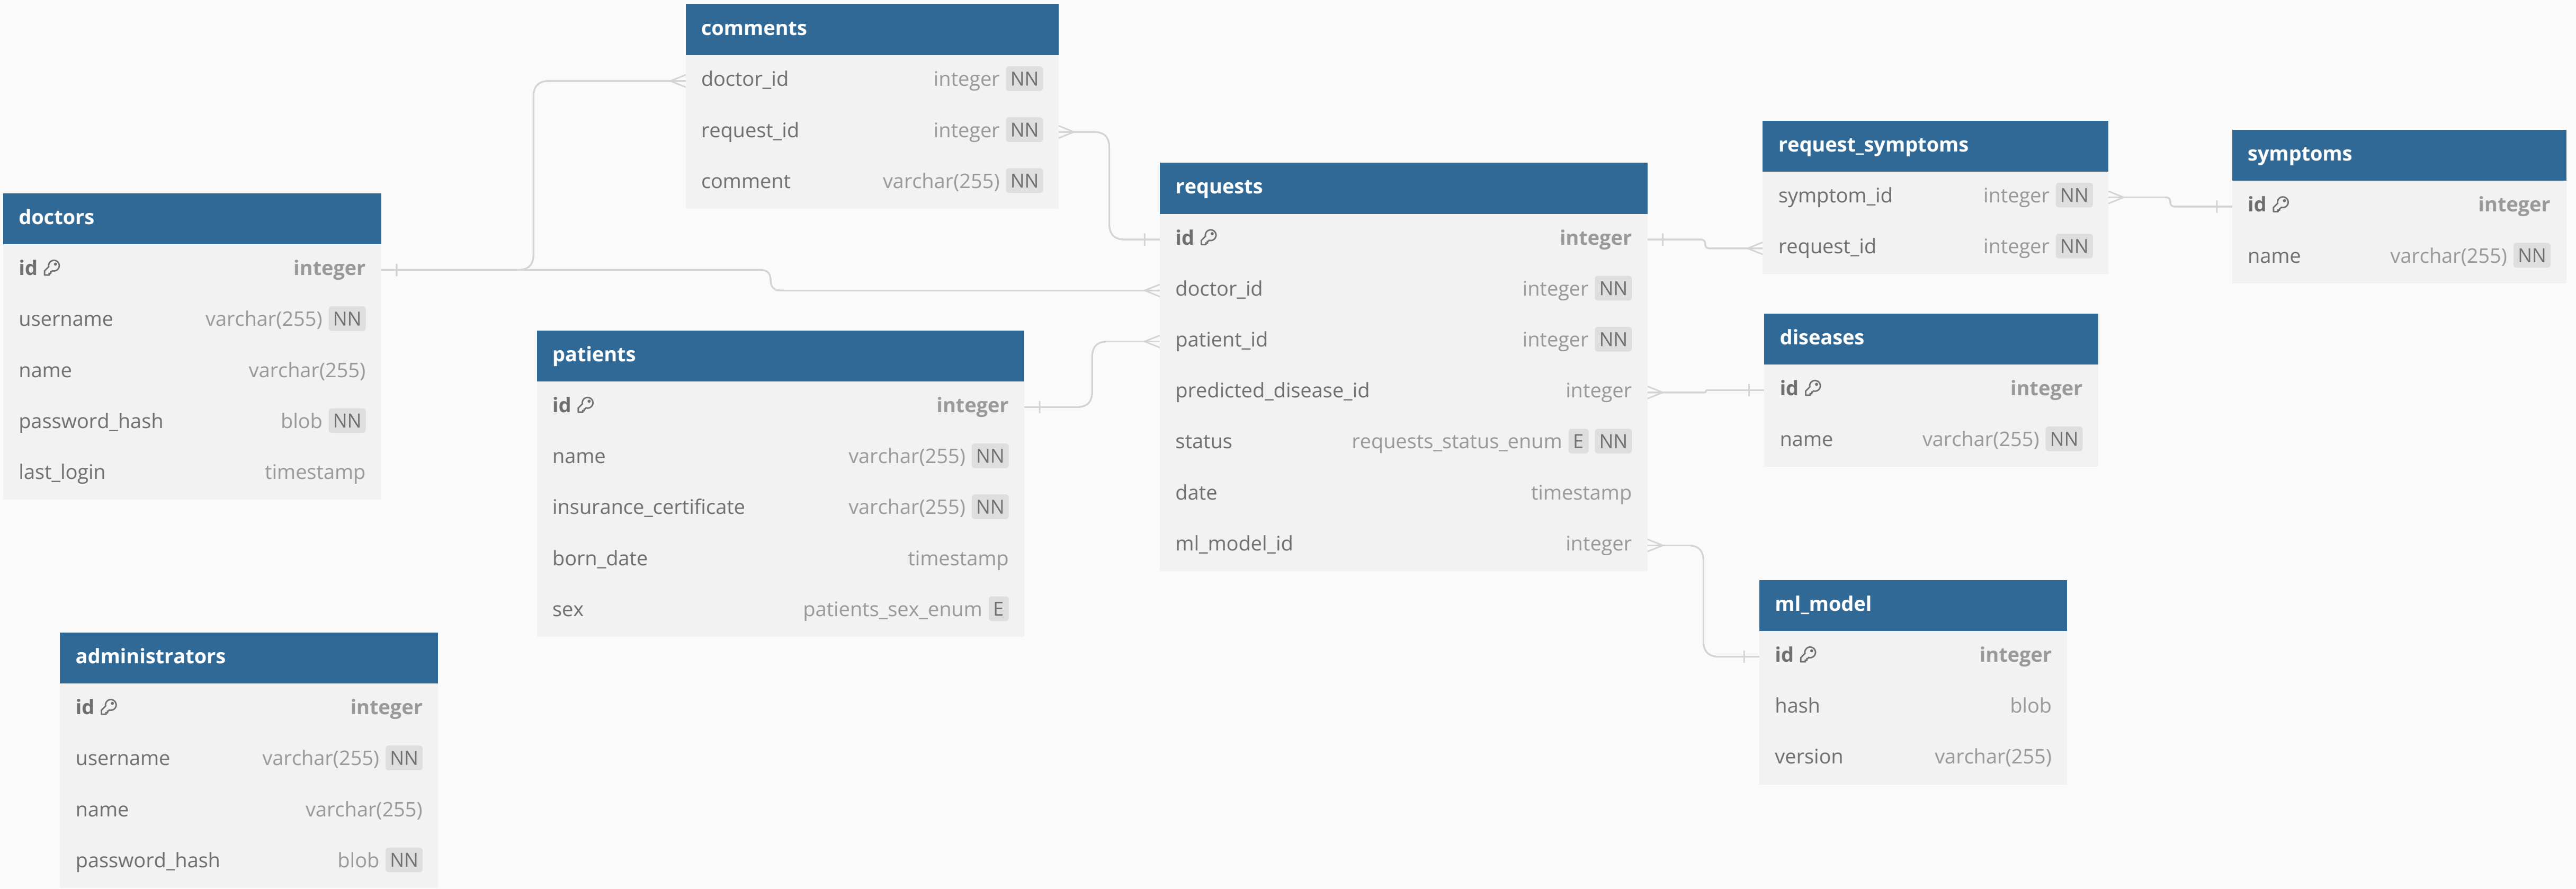 comments
doctor_id integer NN
request_id integer NN
comment varchar(255) NN
doctors
id integer
username varchar(255) NN
name varchar(255)
password_hash blob NN
last_login timestamp
patients
id integer
name varchar(255) NN
insurance_certificate varchar(255) NN
born_date timestamp
sex patients_sex_enum E
administrators
id integer
username varchar(255) NN
name varchar(255)
password_hash blob NN
requests
id integer
doctor_id integer NN
patient_id integer NN
predicted_disease_id integer
status requests_status_enum E NN
date timestamp
ml_model_id integer
request_symptoms
symptom_id integer NN
request_id integer NN
symptoms
id integer
name varchar(255) NN
diseases
id integer
name varchar(255) NN
ml_model
id integer
hash blob
version varchar(255)